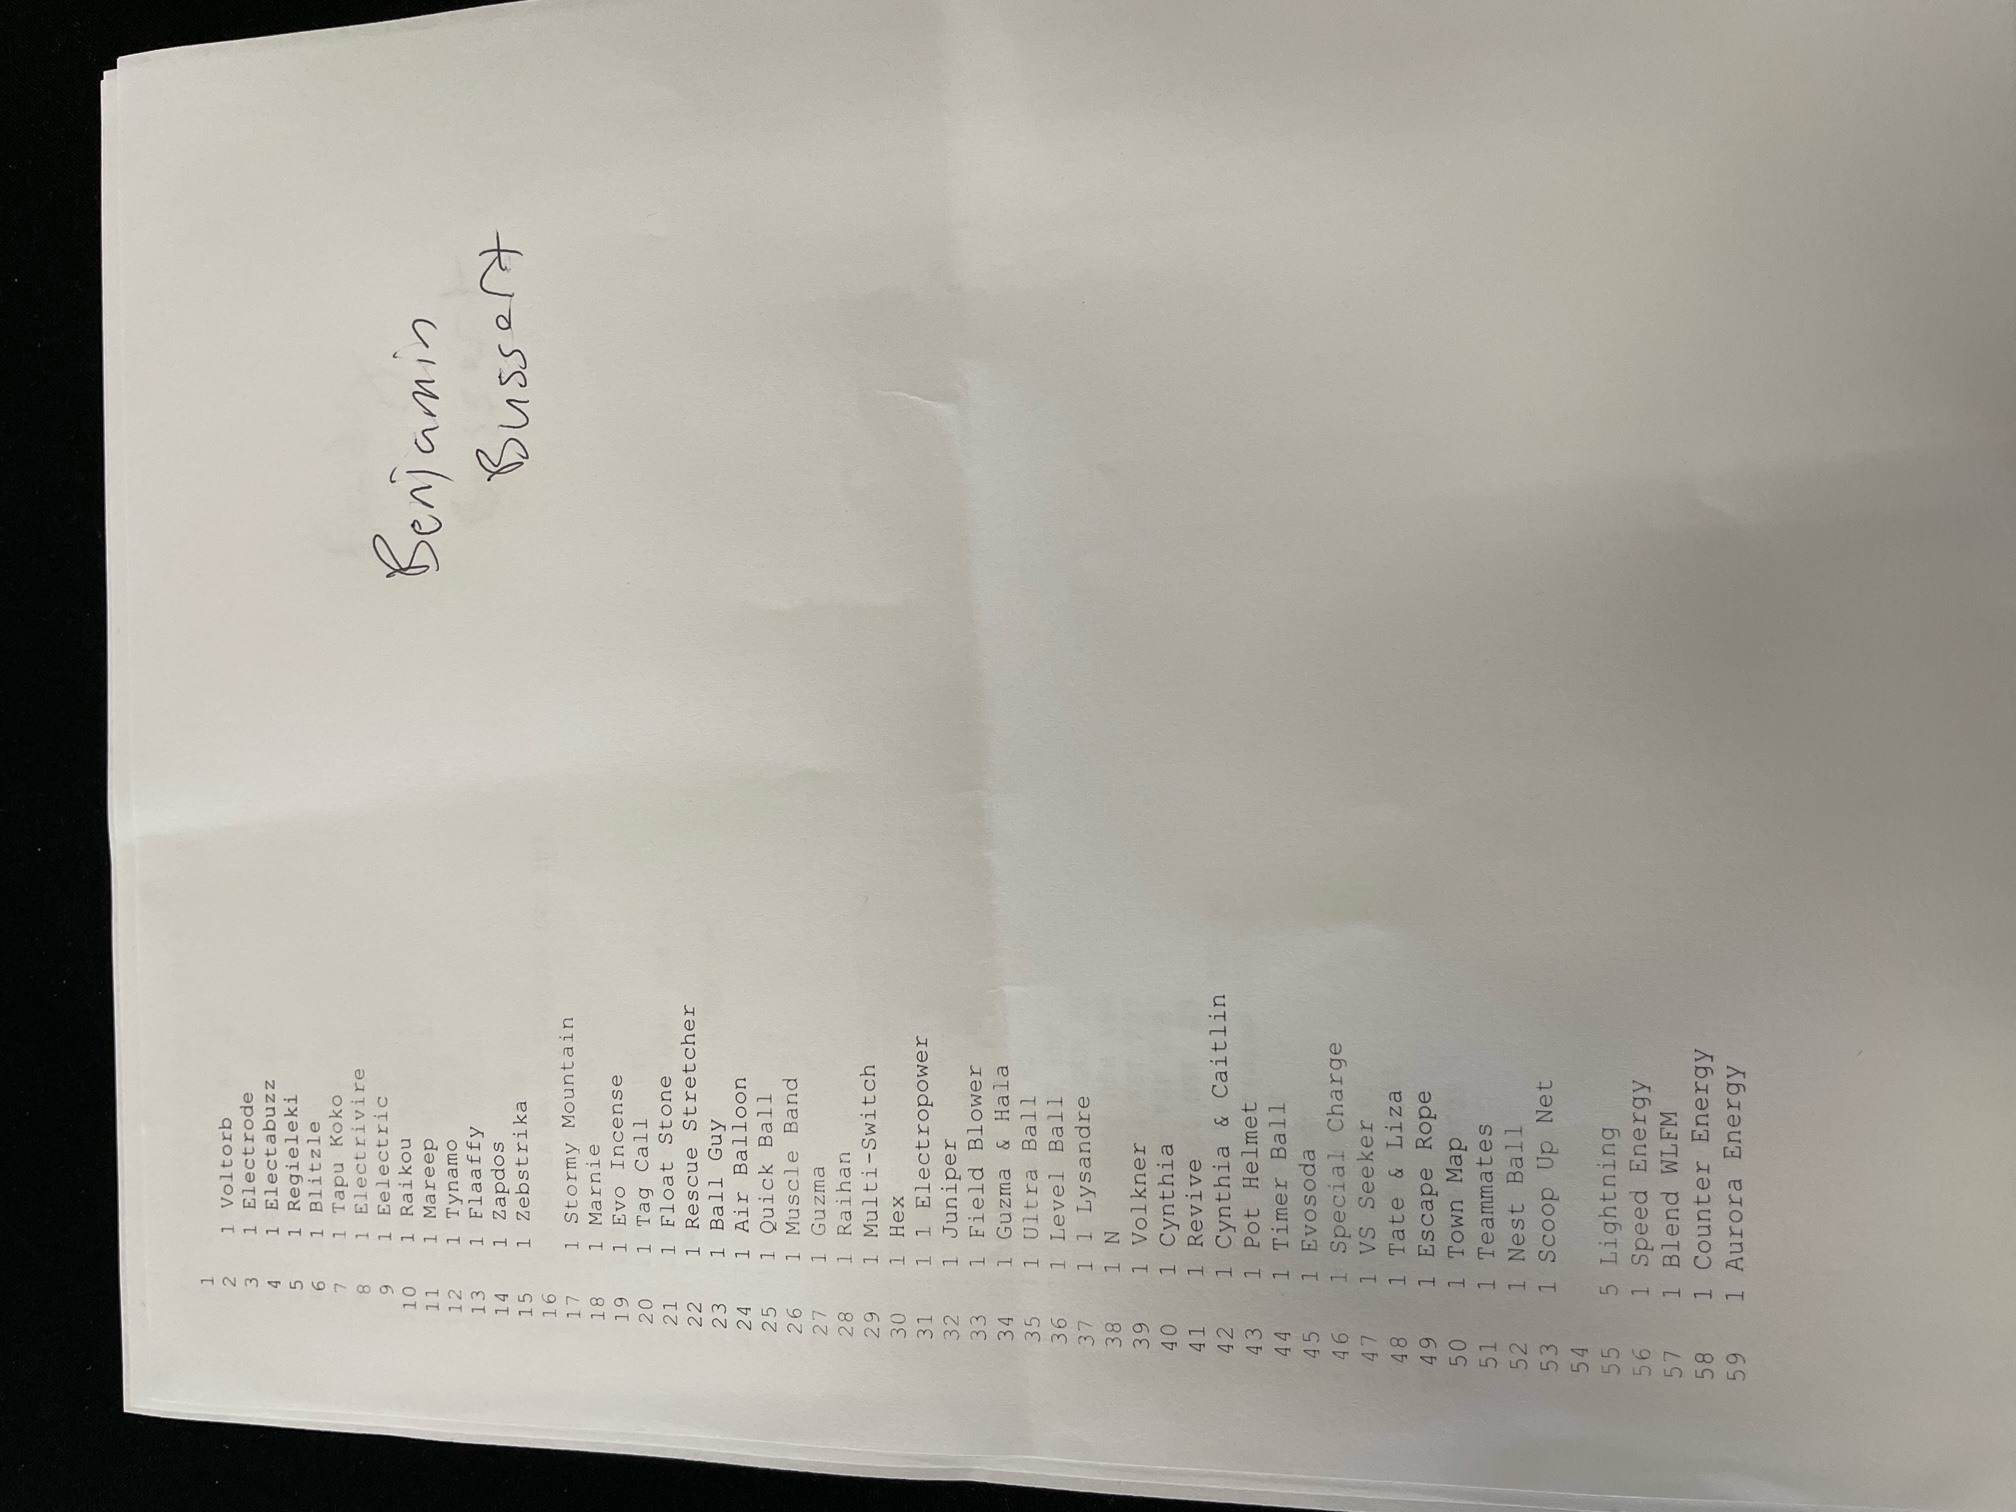 1
2 1 Voltorb
3 1 Electrode
4 1 Electabuzz
5 1 Regieleki
6 1 Blitzle
7 1 Tapu Koko
8 1 Electrivire
9 1 Eelectric
10 1 Raikou
11 1 Mareep
12 1 Tynamo
13 1 Flaaffy
14 1 Zapdos
15 1 Zebstrika
16
17 1 Stormy Mountain
18 1 Marnie
19 1 Evo Incense
20 1 Tag Call
21 1 Float Stone
22 1 Rescue Stretcher
23 1 Ball Guy
24 1 Air Balloon
25 1 Quick Ball
26 1 Muscle Band
27 1 Guzma
28 1 Raihan
29 1 Multi-Switch
30 1 Hex
31 1 1 Electropower
32 1 Juniper
33 1 Field Blower
34 1 Guzma & Hala
35 1 Ultra Ball
36 1 Level Ball
37 1 1 Lysandre
38 1 N
39 1 Volkner
40 1 Cynthia
41 1 Revive
42 1 Cynthia & Caitlin
43 1 Pot Helmet
44 1 Timer Ball
45 1 Evosoda
46 1 Special Charge
47 1 VS Seeker
48 1 Tate & Liza
49 1 Escape Rope
50 1 Town Map
51 1 Teammates
52 1 Nest Ball
53 1 Scoop Up Net
54
55 5 Lightning
56 1 Speed Energy
57 1 Blend WLFM
58 1 Counter Energy
59 1 Aurora Energy
Benjamin
Bussert